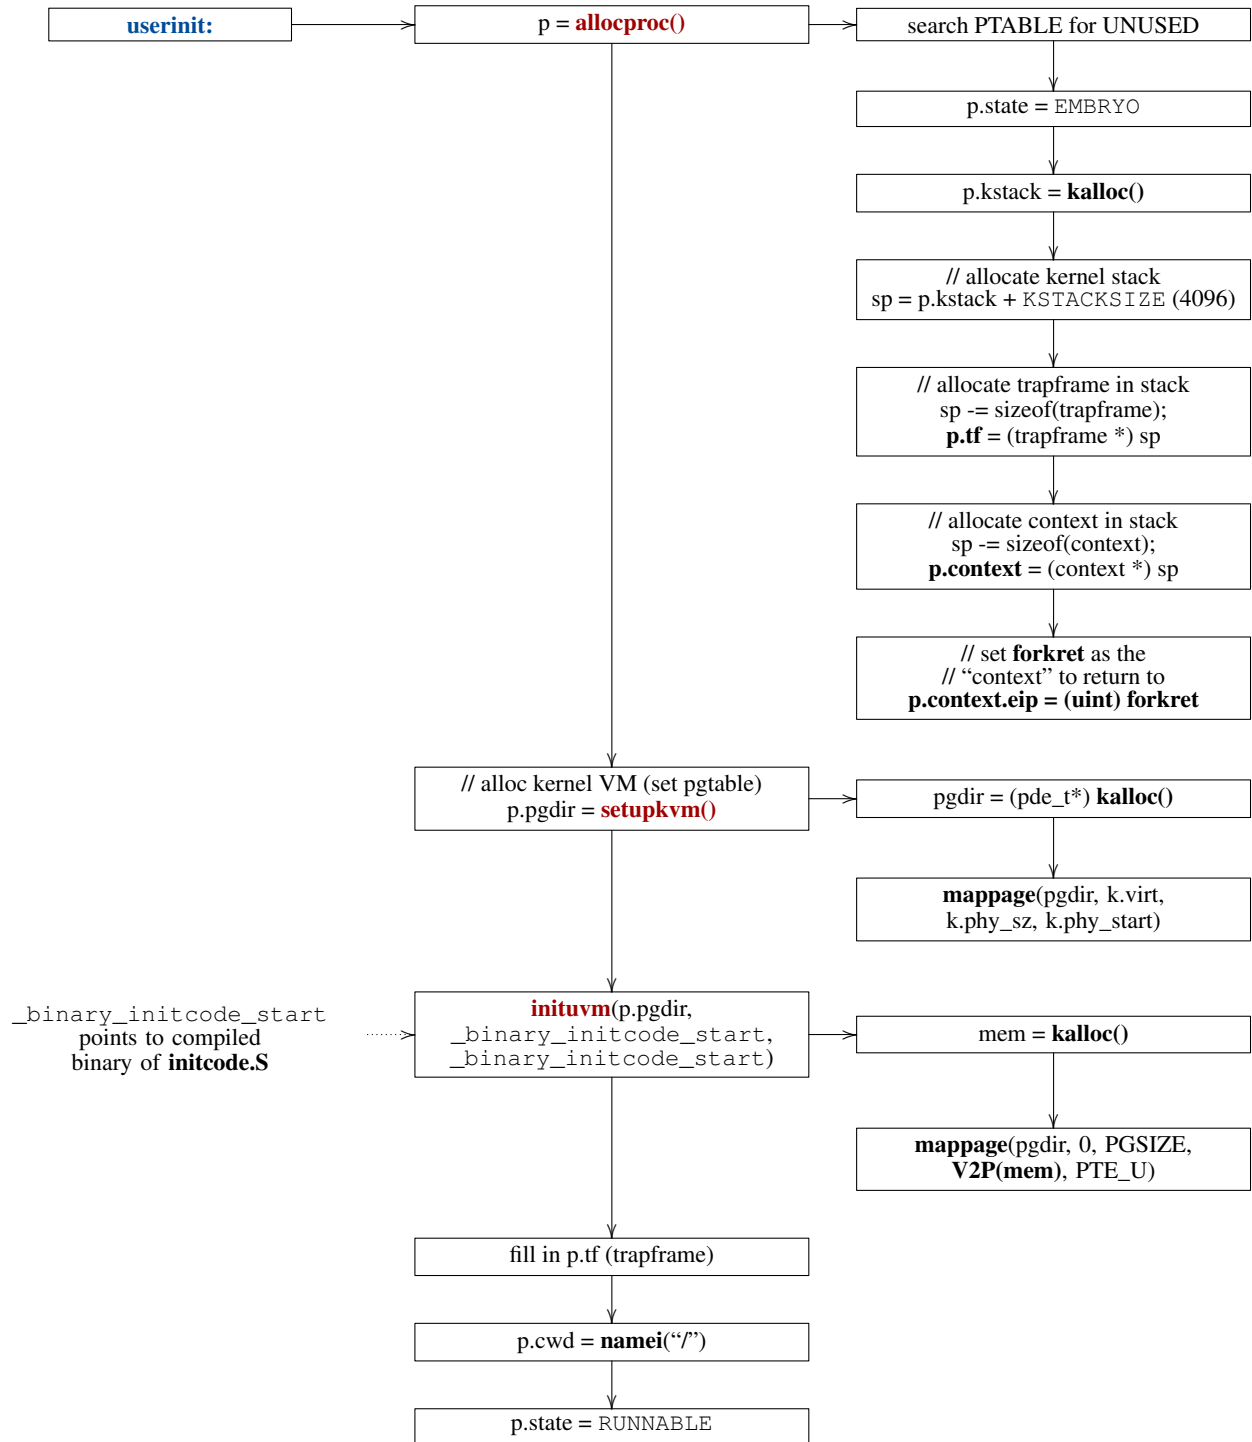 userinit:
p = allocproc()
search PTABLE for UNUSED
p.state = EMBRYO
p.kstack = kalloc()
// allocate kernel stack
sp = p.kstack + KSTACKSIZE (4096)
// allocate trapframe in stack
sp -= sizeof(trapframe);
p.tf = (trapframe *) sp
// allocate context in stack
sp -= sizeof(context);
p.context = (context *) sp
// set forkret as the
// “context” to return to
p.context.eip = (uint) forkret
// alloc kernel VM (set pgtable)
p.pgdir = setupkvm()
pgdir = (pde_t*) kalloc()
mappage(pgdir, k.virt,
k.phy_sz, k.phy_start)
_binary_initcode_start
points to compiled
binary of initcode.S
inituvm(p.pgdir,
_binary_initcode_start,
_binary_initcode_start)
mem = kalloc()
mappage(pgdir, 0, PGSIZE,
V2P(mem), PTE_U)
fill in p.tf (trapframe)
p.cwd = namei(“/”)
p.state = RUNNABLE